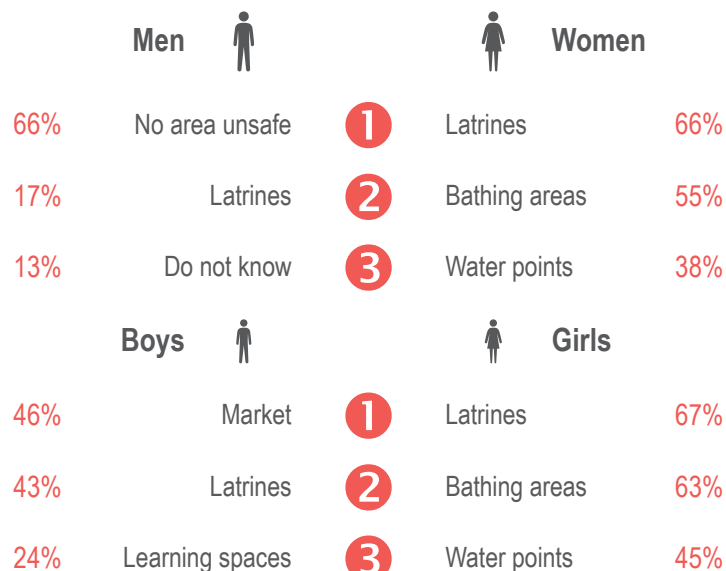 Men Women
66% No area unsafe 1 Latrines 66%
17% Latrines 2 Bathing areas 55%
13% Do not know 3 Water points 38%
Boys Girls
46% Market 1 Latrines 67%
43% Latrines 2 Bathing areas 63%
24% Learning spaces 3 Water points 45%